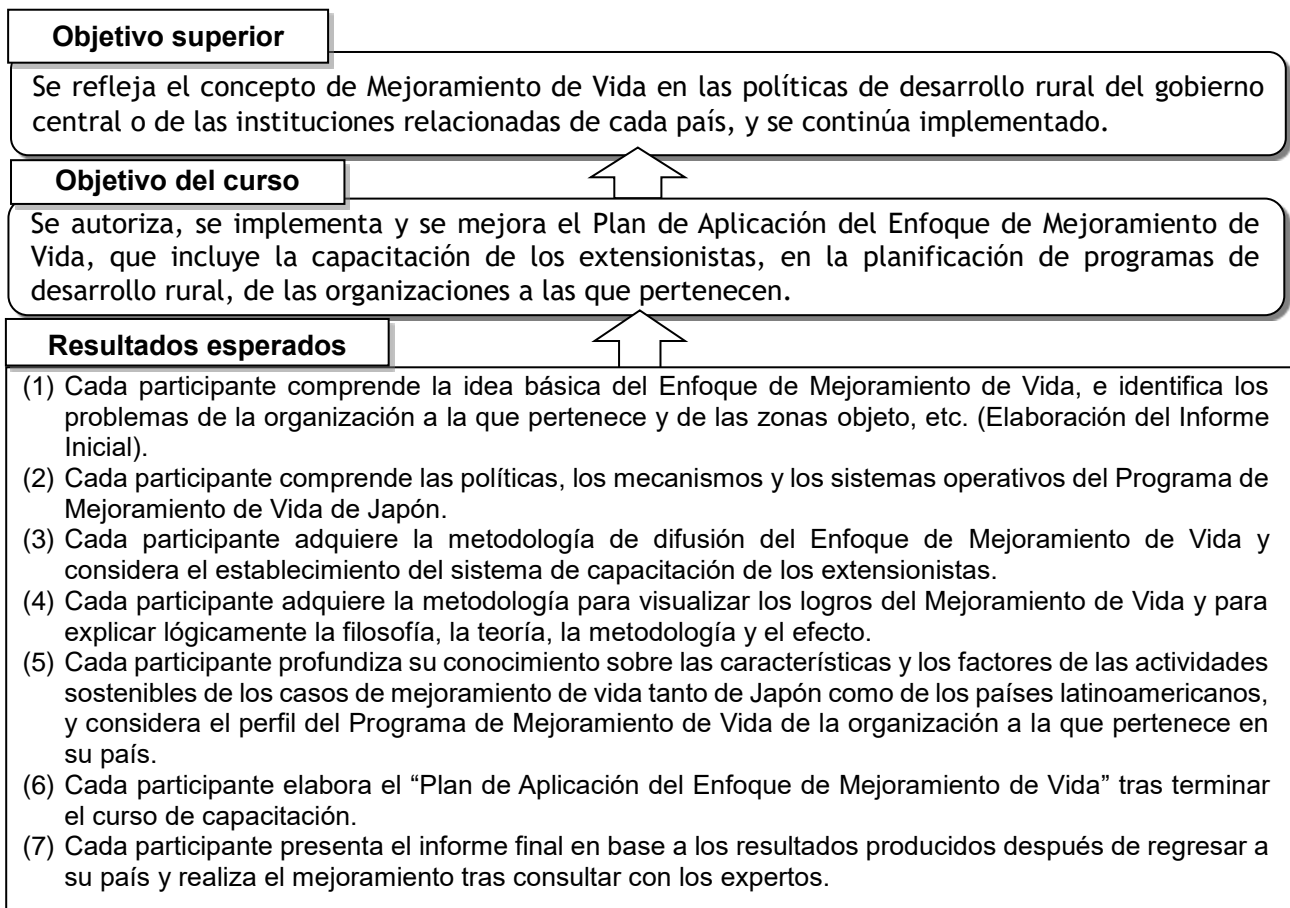 Objetivo superior
Se refleja el concepto de Mejoramiento de Vida en las políticas de desarrollo rural del gobierno
central o de las instituciones relacionadas de cada país, y se continúa implementado.
Objetivo del curso
Se autoriza, se implementa y se mejora el Plan de Aplicación del Enfoque de Mejoramiento de
Vida, que incluye la capacitación de los extensionistas, en la planificación de programas de
desarrollo rural, de las organizaciones a las que pertenecen.
Resultados esperados
(1) Cada participante comprende la idea básica del Enfoque de Mejoramiento de Vida, e identifica los
problemas de la organización a la que pertenece y de las zonas objeto, etc. (Elaboración del Informe
Inicial).
(2) Cada participante comprende las políticas, los mecanismos y los sistemas operativos del Programa de
Mejoramiento de Vida de Japón.
(3) Cada participante adquiere la metodología de difusión del Enfoque de Mejoramiento de Vida y
considera el establecimiento del sistema de capacitación de los extensionistas.
(4) Cada participante adquiere la metodología para visualizar los logros del Mejoramiento de Vida y para
explicar lógicamente la filosofía, la teoría, la metodología y el efecto.
(5) Cada participante profundiza su conocimiento sobre las características y los factores de las actividades
sostenibles de los casos de mejoramiento de vida tanto de Japón como de los países latinoamericanos,
y considera el perfil del Programa de Mejoramiento de Vida de la organización a la que pertenece en
su país.
(6) Cada participante elabora el “Plan de Aplicación del Enfoque de Mejoramiento de Vida” tras terminar
el curso de capacitación.
(7) Cada participante presenta el informe final en base a los resultados producidos después de regresar a
su país y realiza el mejoramiento tras consultar con los expertos.